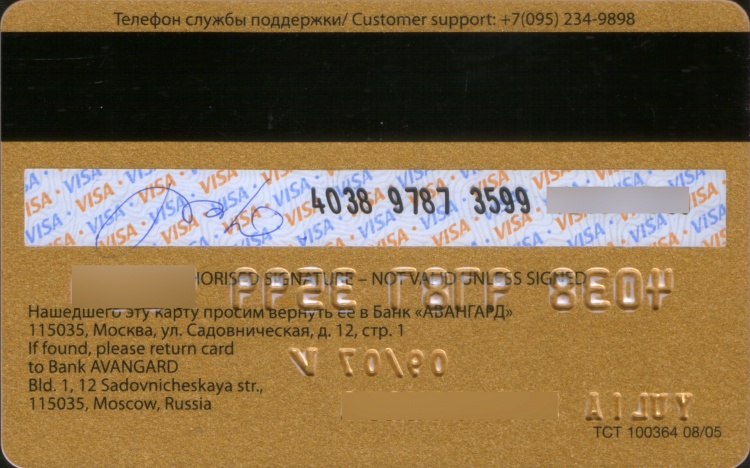 Телефон службы поддержки/ Customer support: +7(095) 234-9898
VISA
4038 9787 3599
HORISED SIGNATURE – NOT VALID UNLESS SIGNED
Нашедшего эту карту просим вернуть ее в Банк «АВАНГАРД»
115035, Москва, ул. Садовническая, д. 12, стр. 1
If found, please return card
to Bank AVANGARD
Bld. 1, 12 Sadovnicheskaya str.,
115035, Moscow, Russia
TCT 100364 08/05